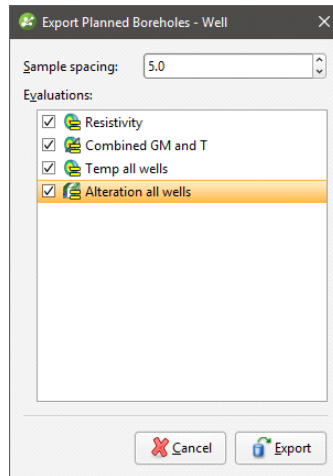 Export Planned Boreholes - Well
Sample spacing: 5.0
Evaluations:
Resistivity
Combined GM and T
Temp all wells
Alteration all wells
Cancel Export